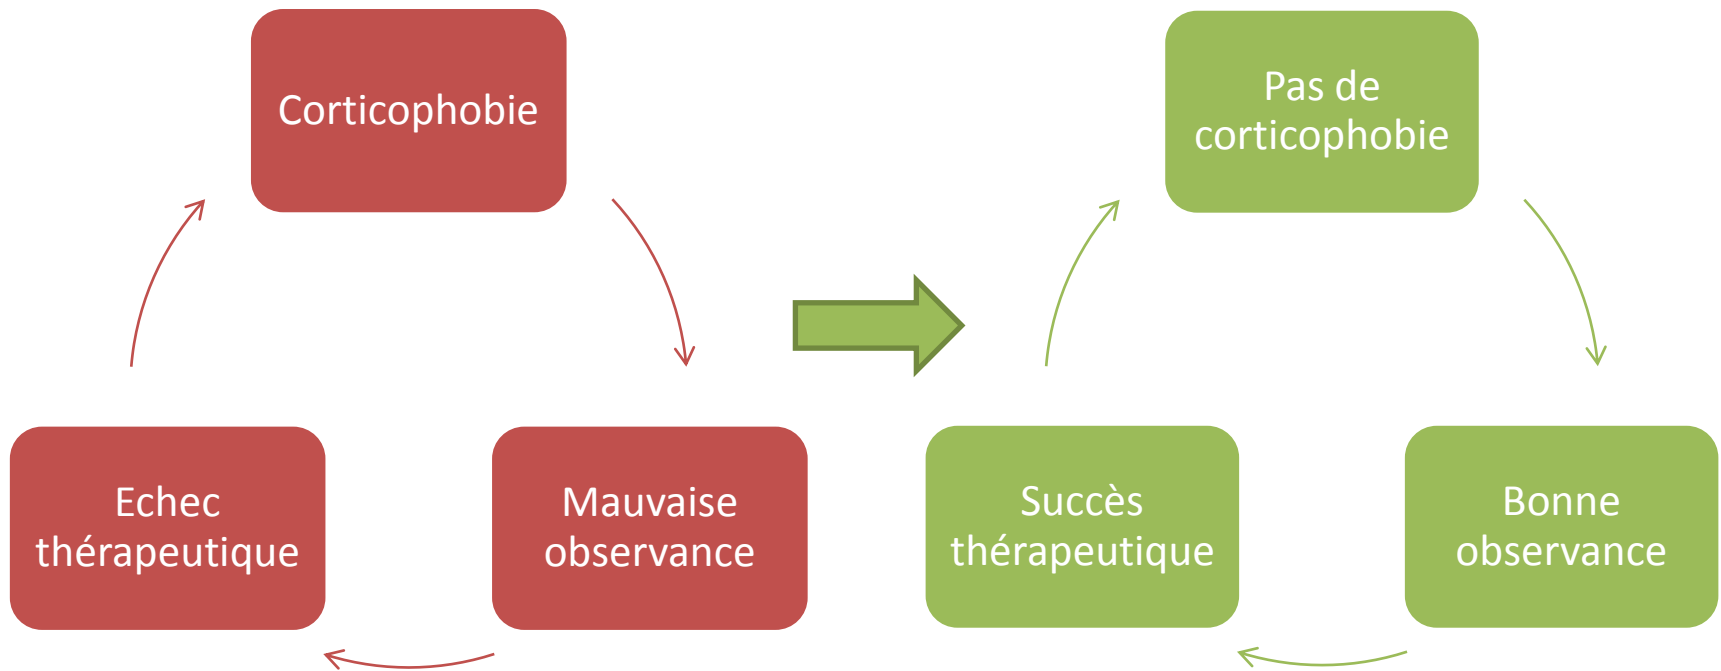 Corticophobie
Echec
thérapeutique
Mauvaise
observance
Pas de
corticophobie
Succès
thérapeutique
Bonne
observance